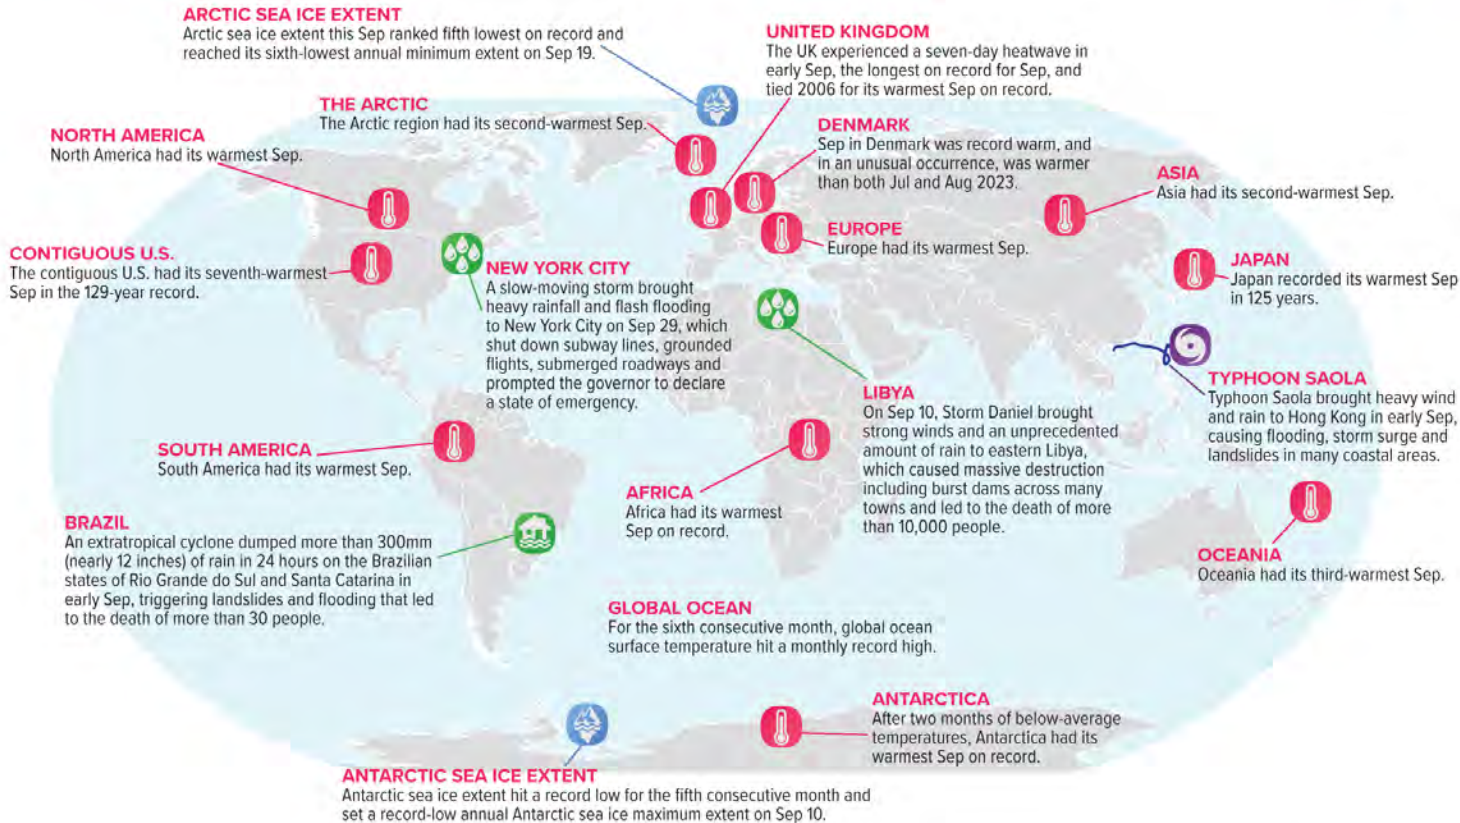 ARCTIC SEA ICE EXTENT
Arctic sea ice extent this Sep ranked fifth lowest on record and
reached its sixth-lowest annual minimum extent on Sep 19.
UNITED KINGDOM
The UK experienced a seven-day heatwave in
early Sep, the longest on record for Sep, and
tied 2006 for its warmest Sep on record.
THE ARCTIC
The Arctic region had its second-warmest Sep.
NORTH AMERICA
North America had its warmest Sep.
DENMARK
Sep in Denmark was record warm, and
in an unusual occurrence, was warmer
than both Jul and Aug 2023.
ASIA
Asia had its second-warmest Sep.
EUROPE
Europe had its warmest Sep.
CONTIGUOUS U.S.
The contiguous U.S. had its seventh-warmest
Sep in the 129-year record.
NEW YORK CITY
A slow-moving storm brought
heavy rainfall and flash flooding
to New York City on Sep 29, which
shut down subway lines, grounded
flights, submerged roadways and
prompted the governor to declare
a state of emergency.
JAPAN
Japan recorded its warmest Sep
in 125 years.
TYPHOON SAOLA
Typhoon Saola brought heavy wind
and rain to Hong Kong in early Sep,
causing flooding, storm surge and
landslides in many coastal areas.
LIBYA
On Sep 10, Storm Daniel brought
strong winds and an unprecedented
amount of rain to eastern Libya,
which caused massive destruction
including burst dams across many
towns and led to the death of more
than 10,000 people.
SOUTH AMERICA
South America had its warmest Sep.
AFRICA
Africa had its warmest
Sep on record.
BRAZIL
An extratropical cyclone dumped more than 300mm
(nearly 12 inches) of rain in 24 hours on the Brazilian
states of Rio Grande do Sul and Santa Catarina in
early Sep, triggering landslides and flooding that led
to the death of more than 30 people.
OCEANIA
Oceania had its third-warmest Sep.
GLOBAL OCEAN
For the sixth consecutive month, global ocean
surface temperature hit a monthly record high.
ANTARCTICA
After two months of below-average
temperatures, Antarctica had its
warmest Sep on record.
ANTARCTIC SEA ICE EXTENT
Antarctic sea ice extent hit a record low for the fifth consecutive month and
set a record-low annual Antarctic sea ice maximum extent on Sep 10.